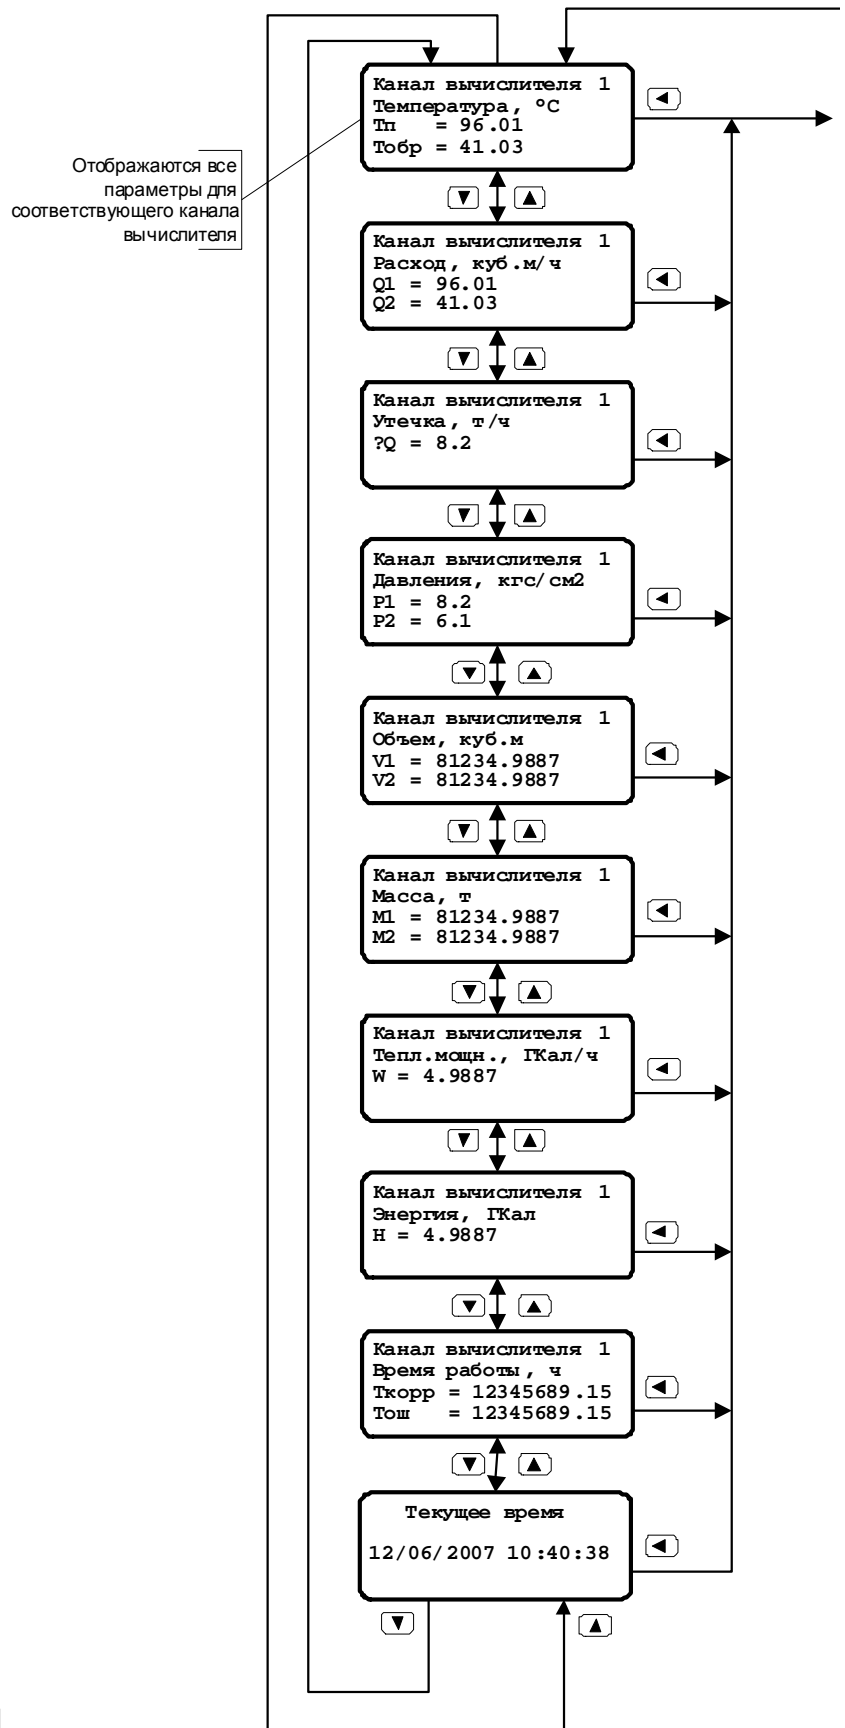 Канал вычислителя 1
Температура, °С
Тп = 96.01
Тобр = 41.03
Отображаются все
параметры для
соответствующего канала
вычислителя
Канал вычислителя 1
Расход, куб.м/ч
Q1 = 96.01
Q2 = 41.03
Канал вычислителя 1
Утечка, т/ч
?Q = 8.2
Канал вычислителя 1
Давления, кгс/см2
P1 = 8.2
P2 = 6.1
Канал вычислителя 1
Объем, куб.м
V1 = 81234.9887
V2 = 81234.9887
Канал вычислителя 1
Масса, т
M1 = 81234.9887
M2 = 81234.9887
Канал вычислителя 1
Тепл.мощн., ГКал/ч
W = 4.9887
Канал вычислителя 1
Энергия, ГКал
H = 4.9887
Канал вычислителя 1
Время работы, ч
Ткорр = 12345689.15
Тош = 12345689.15
Текущее время
12/06/2007 10:40:38